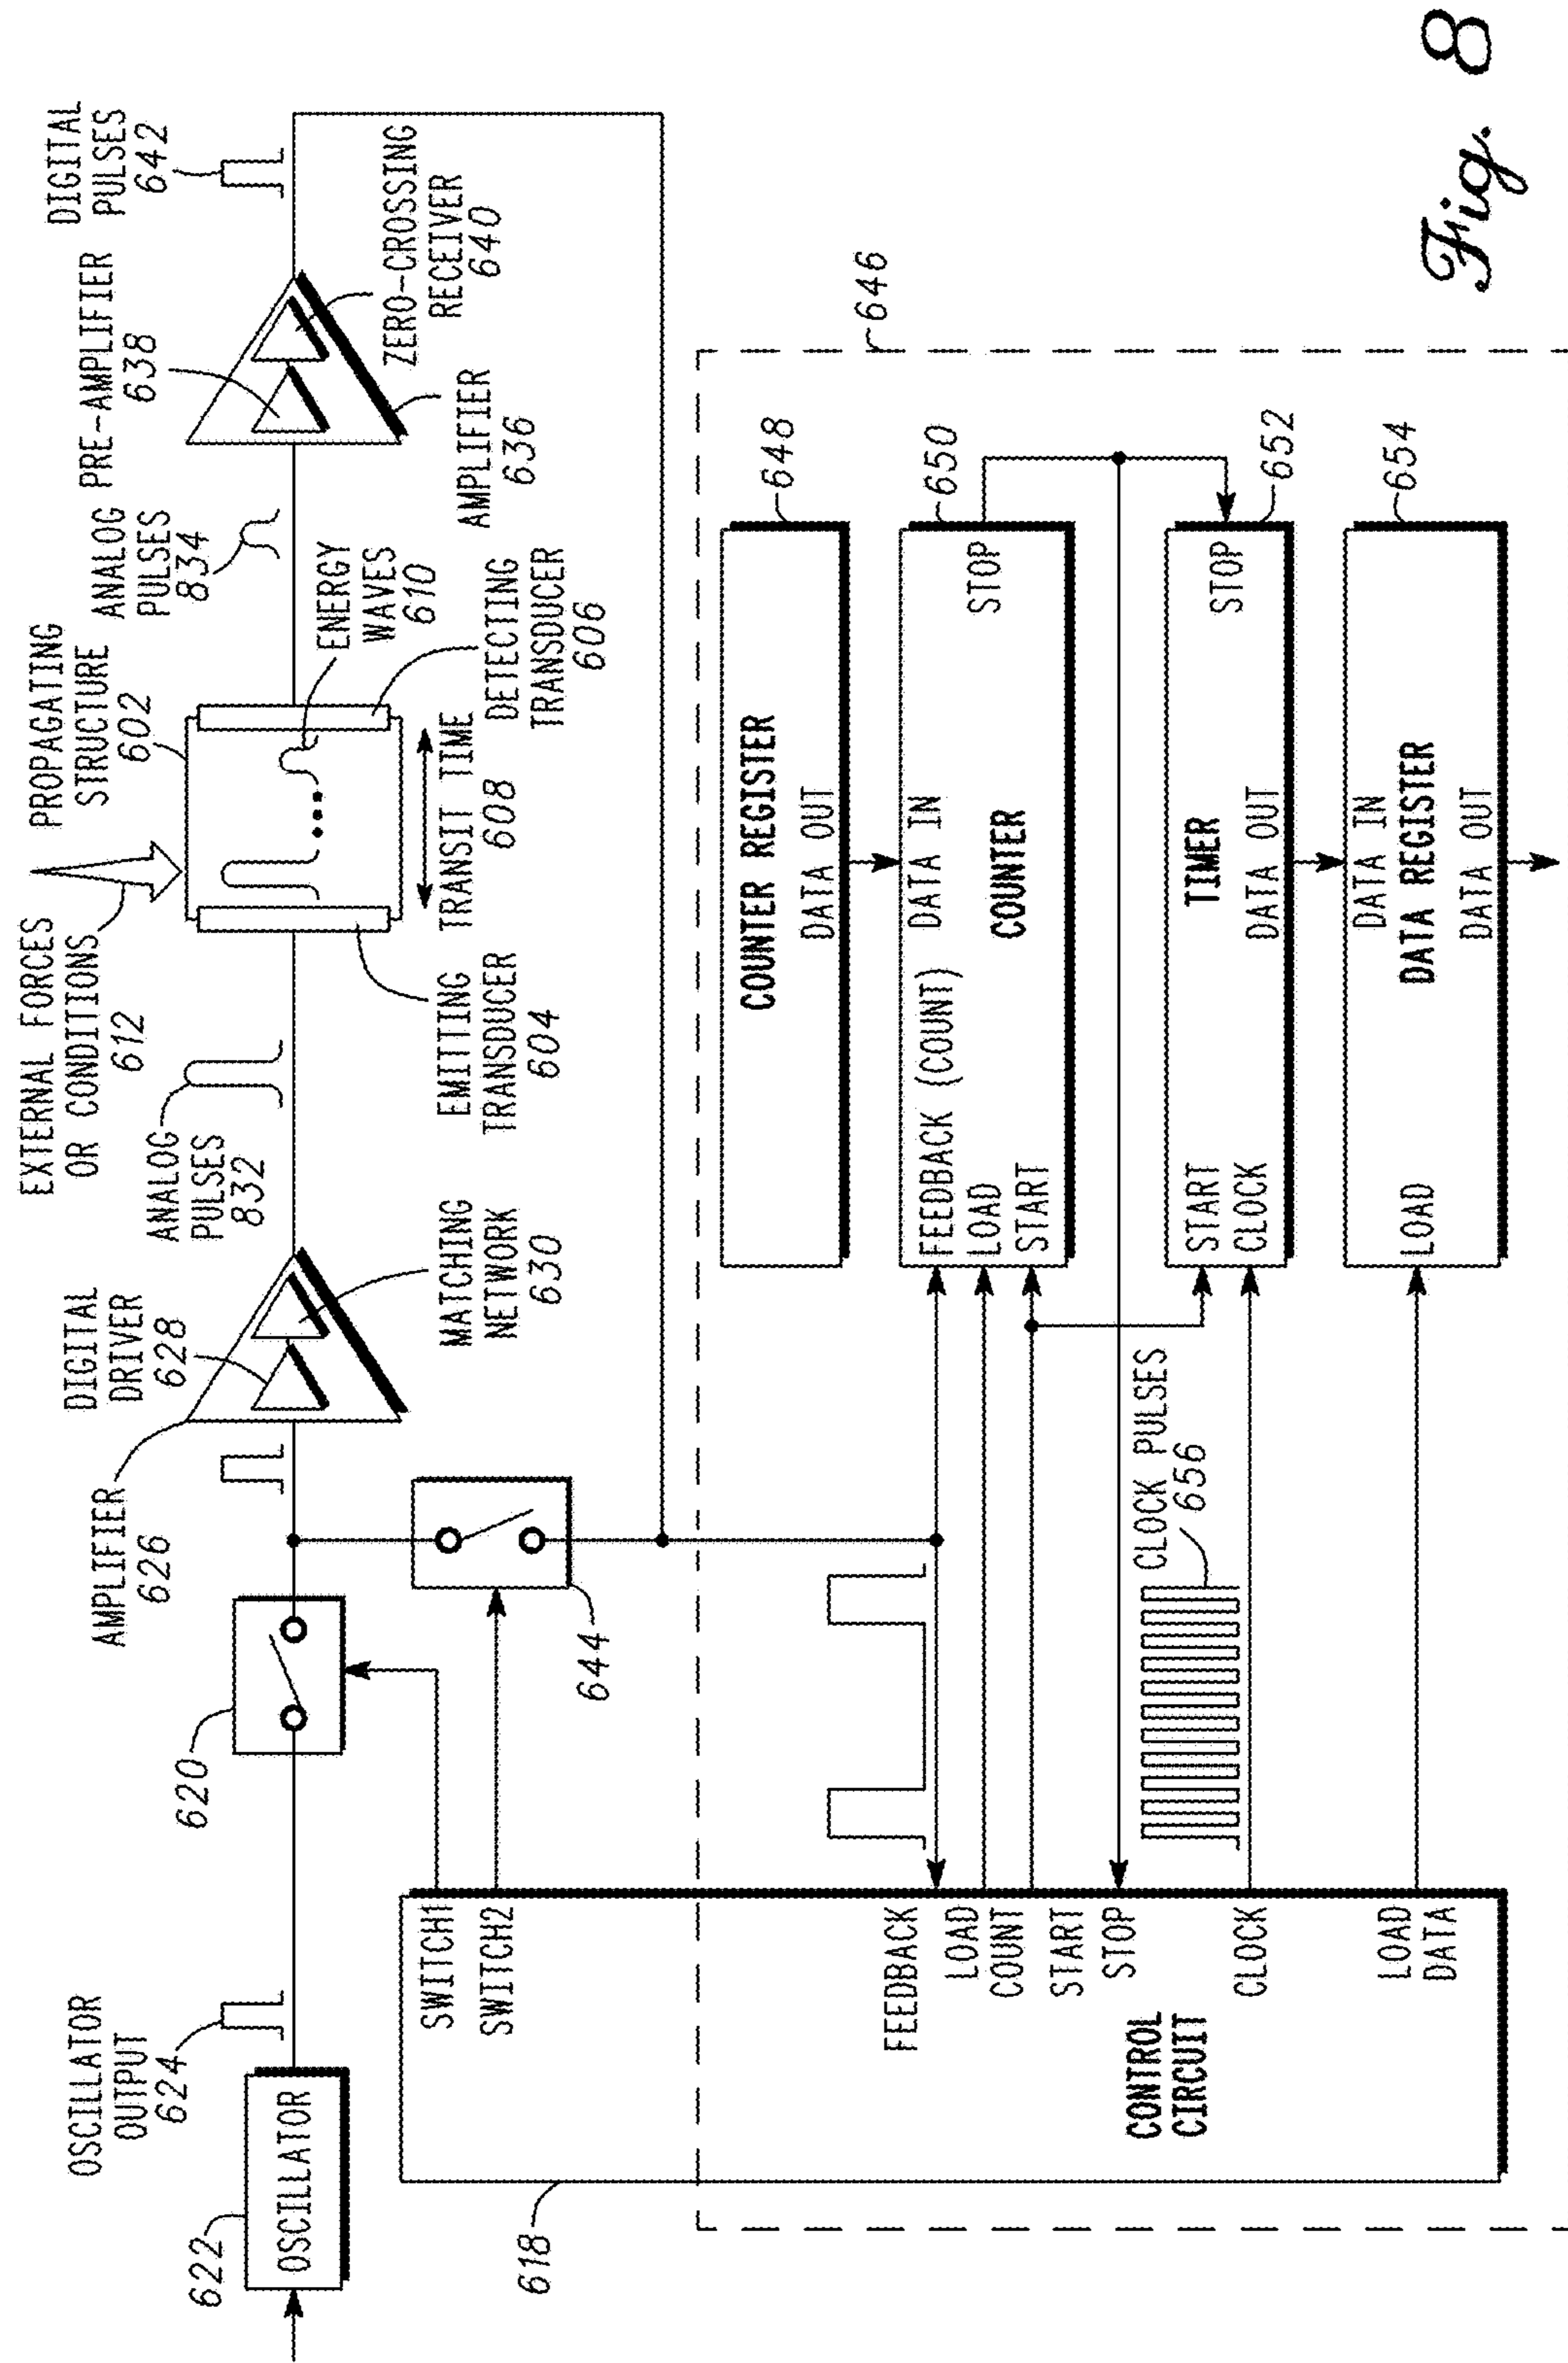 EXTERNAL FORCES
OR CONDITIONS
612
PROPAGATING
STRUCTURE
602
OSCILLATOR
OUTPUT
624
AMPLIFIER
626
DIGITAL
DRIVER
628
ANALOG
PULSES
832
ANALOG
PULSES
834
PRE-AMPLIFIER
638
DIGITAL
PULSES
642
622
OSCILLATOR
620
MATCHING
NETWORK
630
EMITTING
TRANSDUCER
604
TRANSIT TIME
608
ENERGY
WAVES
610
DETECTING
TRANSDUCER
606
AMPLIFIER
636
ZERO-CROSSING
RECEIVER
640
618
SWITCH1
SWITCH2
644
646
FEEDBACK
LOAD
COUNT
START
STOP
CLOCK
LOAD
DATA
CONTROL
CIRCUIT
CLOCK PULSES
656
COUNTER REGISTER
DATA OUT
648
FEEDBACK (COUNT)
DATA IN
LOAD
START
COUNTER
STOP
650
START
CLOCK
TIMER
DATA OUT
STOP
652
LOAD
DATA IN
DATA REGISTER
DATA OUT
654
Fig. 8